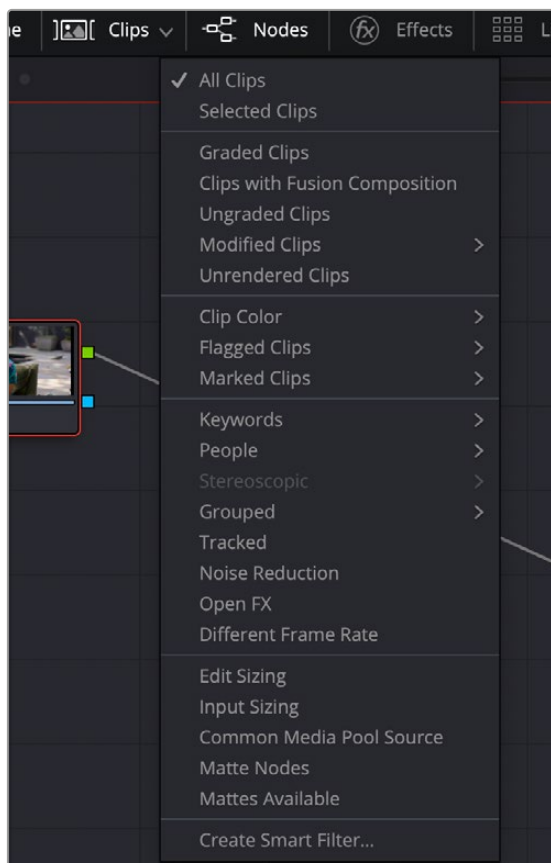 ne Clips Nodes fx Effects L
All Clips
Selected Clips
Graded Clips
Clips with Fusion Composition
Ungraded Clips
Modified Clips
Unrendered Clips
Clip Color
Flagged Clips
Marked Clips
Keywords
People
Stereoscopic
Grouped
Tracked
Noise Reduction
Open FX
Different Frame Rate
Edit Sizing
Input Sizing
Common Media Pool Source
Matte Nodes
Mattes Available
Create Smart Filter...